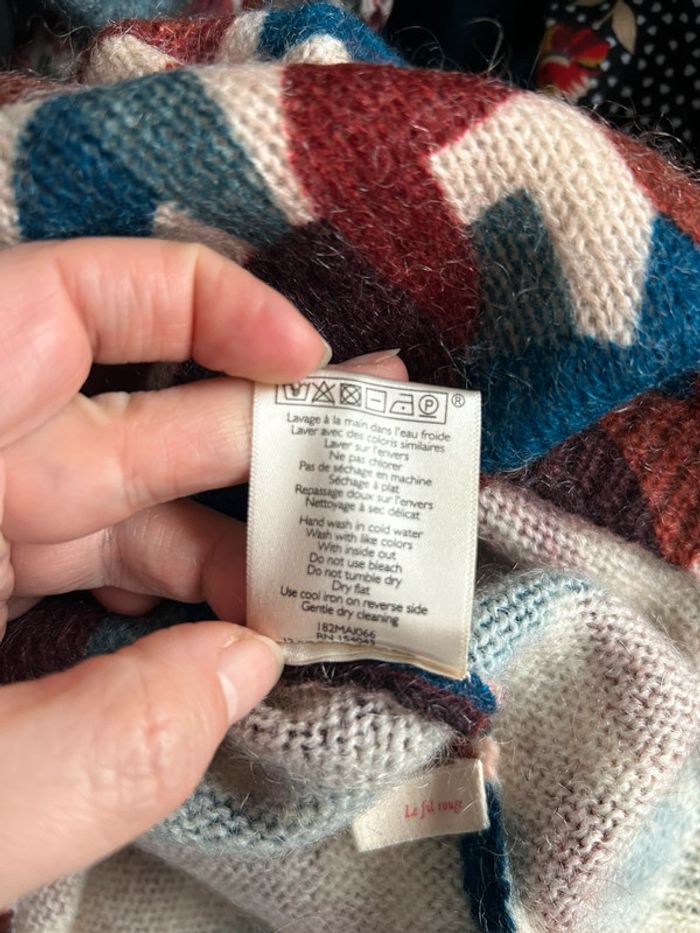 ®
Lavage à la main dans l'eau froide
Laver avec des coloris similaires
Laver sur l'envers
Ne pas chlorer
Pas de séchage en machine
Séchage à plat
Repassage doux sur l'envers
Nettoyage à sec délicat
Hand wash in cold water
Wash with like colors
With inside out
Do not use bleach
Do not tumble dry
Dry flat
Use cool iron on reverse side
Gentle dry cleaning
182MAJ066
RN 154043
Le fil rouge